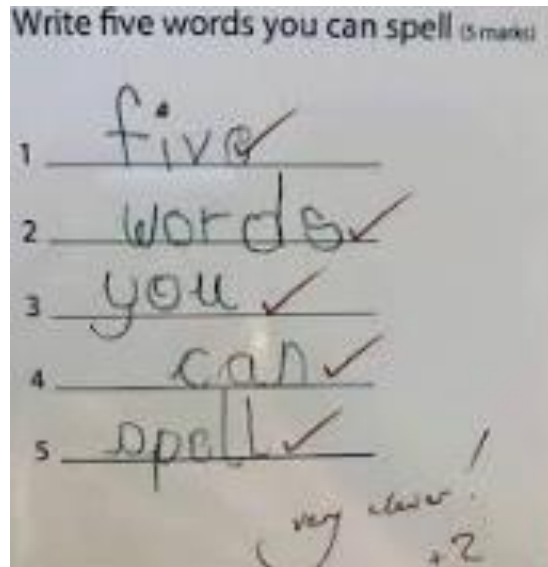 Write five words you can spell (5 marks)
1 five
2 words
3 you
4 can
5 spell
very clever!
+2